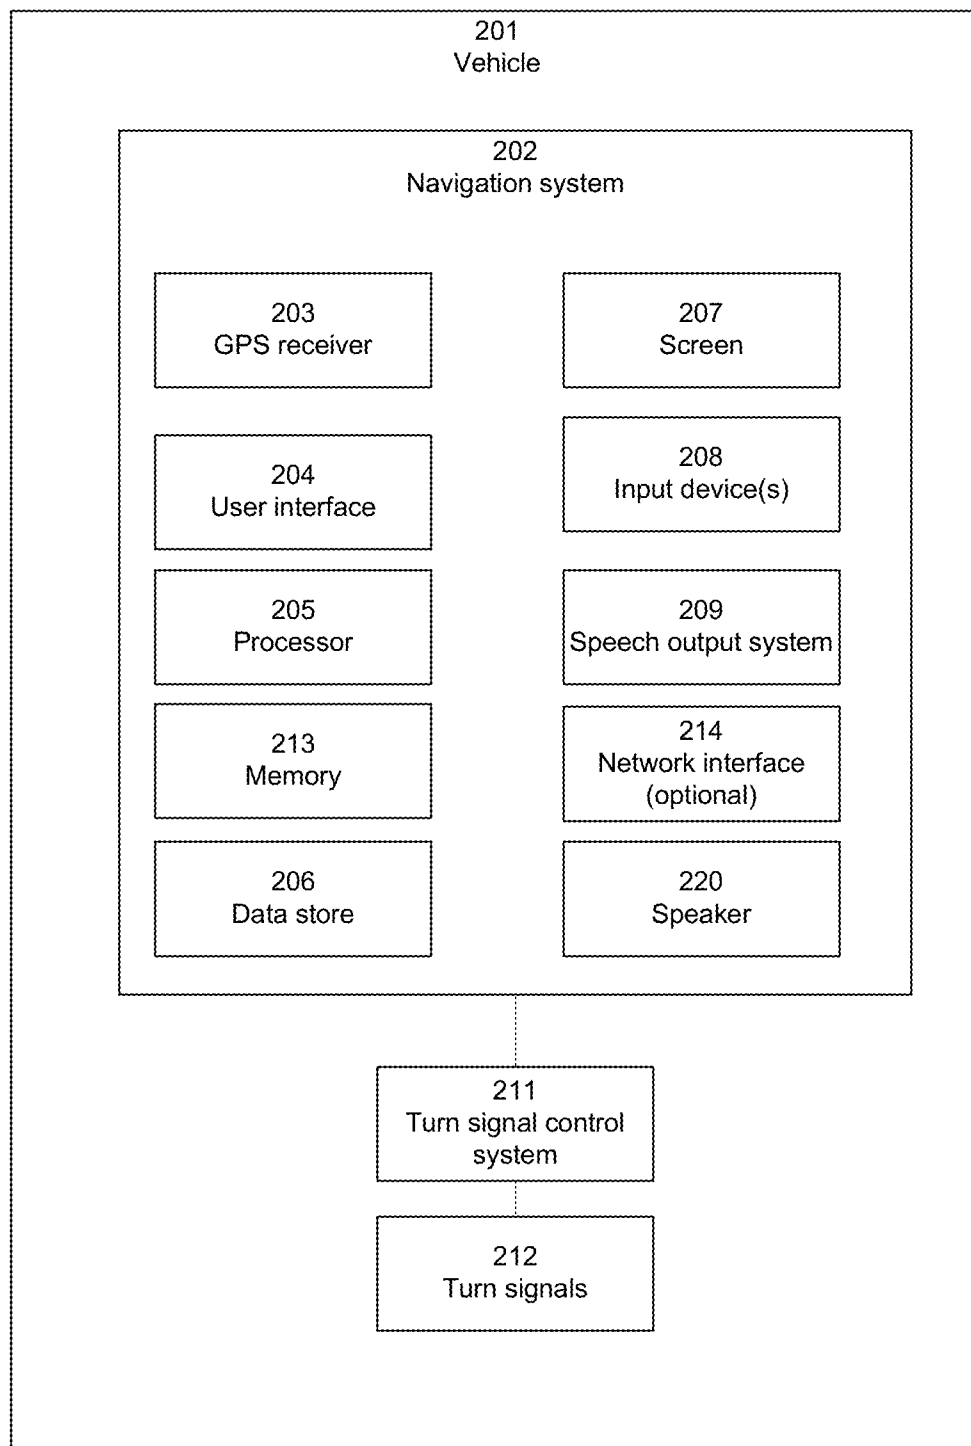 201
Vehicle
202
Navigation system
203
GPS receiver
207
Screen
204
User interface
208
Input device(s)
205
Processor
209
Speech output system
213
Memory
214
Network interface
(optional)
206
Data store
220
Speaker
211
Turn signal control
system
212
Turn signals